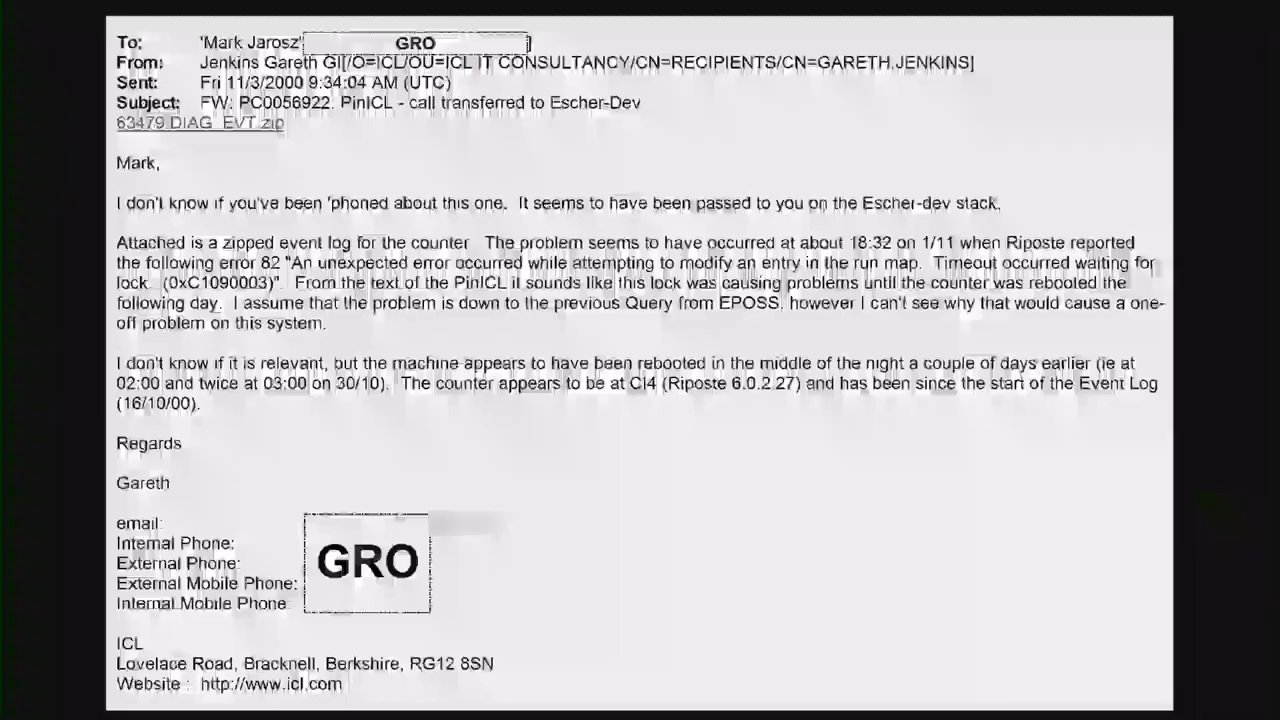 To: 'Mark Jarosz' GRO
From: Jenkins Gareth GI[/O=ICL/OU=ICL IT CONSULTANCY/CN=RECIPIENTS/CN=GARETH.JENKINS]
Sent: Fri 11/3/2000 9:34:04 AM (UTC)
Subject: FW: PC0056922. PinICL - call transferred to Escher-Dev
63479 DIAG_EVT.zip
Mark,
I don't know if you've been 'phoned about this one. It seems to have been passed to you on the Escher-dev stack.
Attached is a zipped event log for the counter The problem seems to have occurred at about 18:32 on 1/11 when Riposte reported
the following error 82 "An unexpected error occurred while attempting to modify an entry in the run map. Timeout occurred waiting for
lock. (0xC1090003)". From the text of the PinICL it sounds like this lock was causing problems until the counter was rebooted the
following day. I assume that the problem is down to the previous Query from EPOSS, however I can't see why that would cause a one-
off problem on this system.
I don't know if it is relevant, but the machine appears to have been rebooted in the middle of the night a couple of days earlier (ie at
02:00 and twice at 03:00 on 30/10). The counter appears to be at CI4 (Riposte 6.0.2.27) and has been since the start of the Event Log
(16/10/00).
Regards
Gareth
email:
Internal Phone:
External Phone:
External Mobile Phone:
Internal Mobile Phone
GRO
ICL
Lovelace Road, Bracknell, Berkshire, RG12 8SN
Website : http://www.icl.com